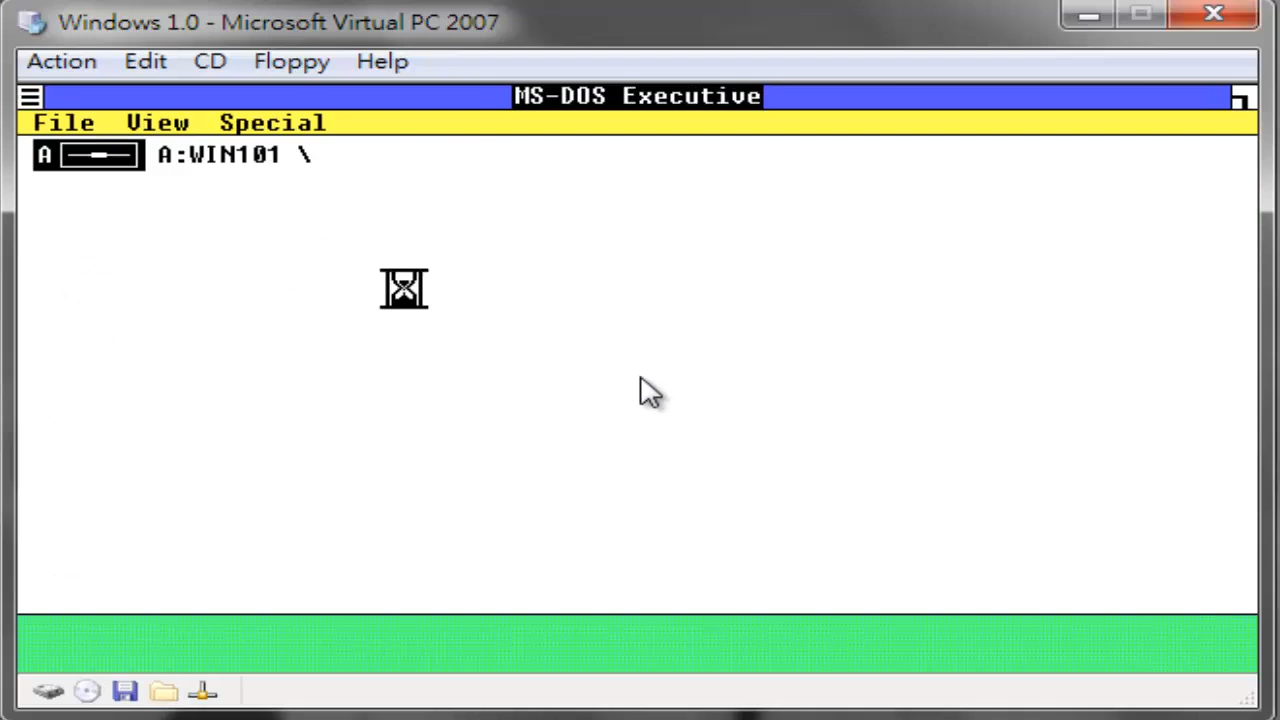 Windows 1.0 - Microsoft Virtual PC 2007
Action Edit CD Floppy Help
MS-DOS Executive
File View Special
A A:WIN101 \